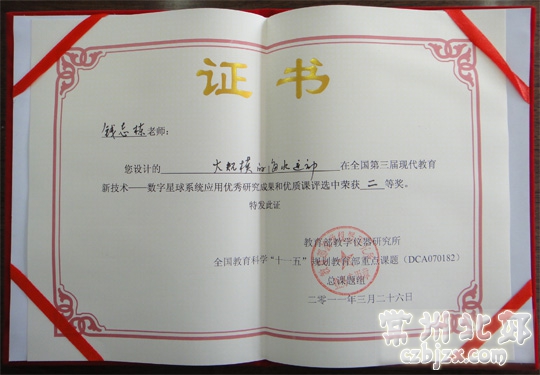 证书
钱志栋老师:
您设计的 大规模的海水运动 在全国第三届现代教育
新技术——数字星球系统应用优秀研究成果和优质课评选中荣获 二 等奖。
特发此证
教育部教学仪器研究所
全国教育科学“十一五”规划教育部重点课题(DCA070182)
总课题组
二〇一一年三月二十六日
常州北郊
czbjzx.com